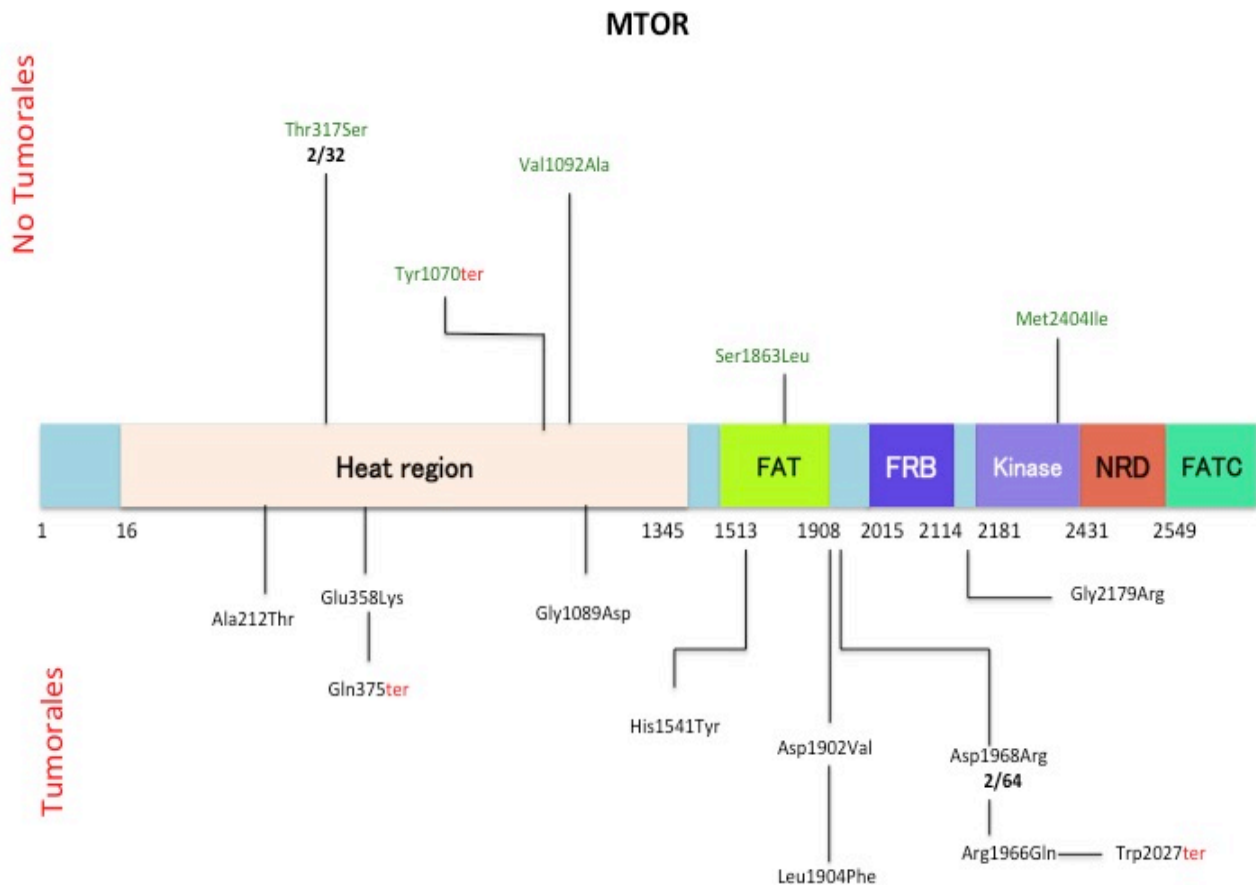 MTOR
No Tumorales
Thr317Ser
2/32
Val1092Ala
Tyr1070ter
Met2404Ile
Ser1863Leu
Heat region
FAT
FRB
Kinase
NRD
FATC
1 16 1345 1513 1908 2015 2114 2181 2431 2549
Tumorales
Ala212Thr
Glu358Lys
Gly1089Asp
Gly2179Arg
Gln375ter
His1541Tyr
Asp1902Val
Asp1968Arg
2/64
Leu1904Phe
Arg1966Gln
Trp2027ter